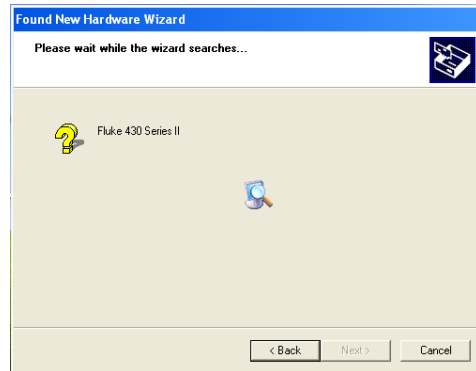 Found New Hardware Wizard
Please wait while the wizard searches...
Fluke 430 Series II
< Back
Next >
Cancel